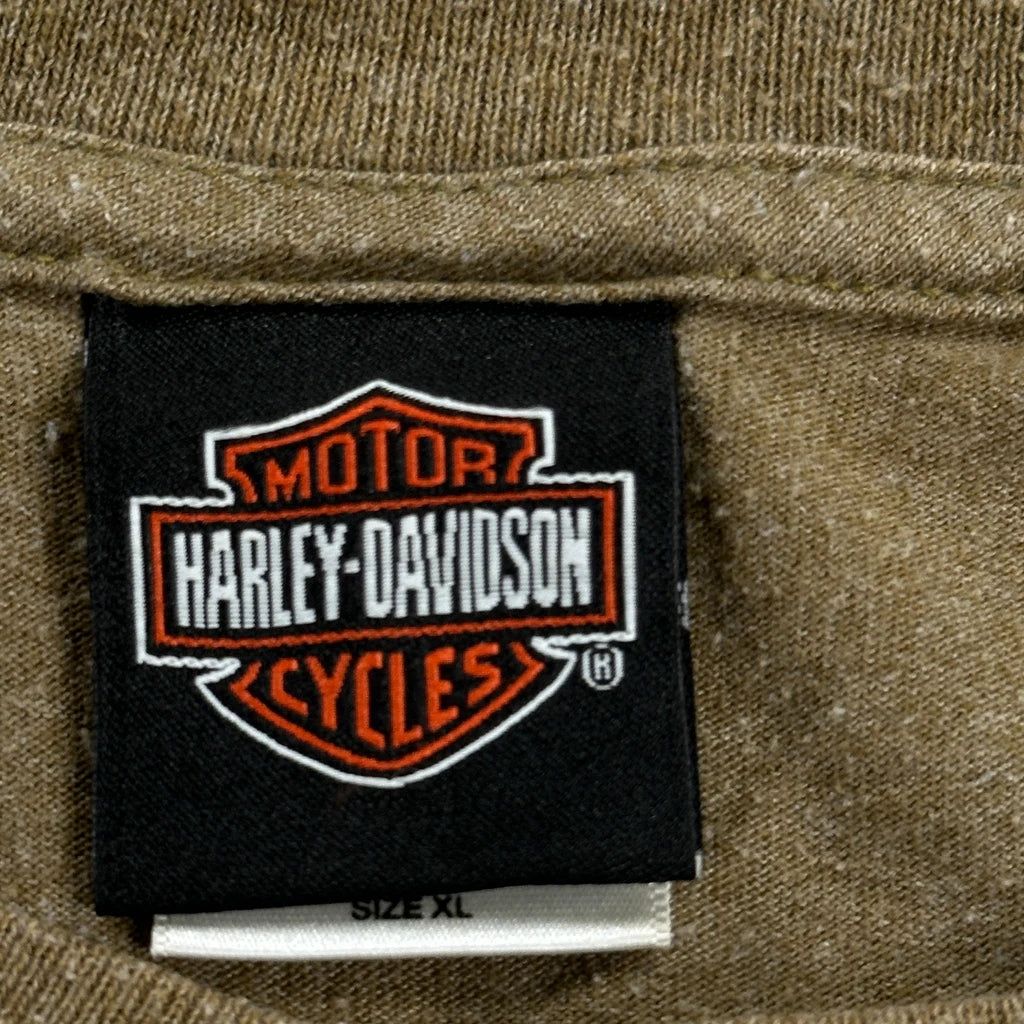 MOTOR
HARLEY-DAVIDSON
CYCLES
®
SIZE XL